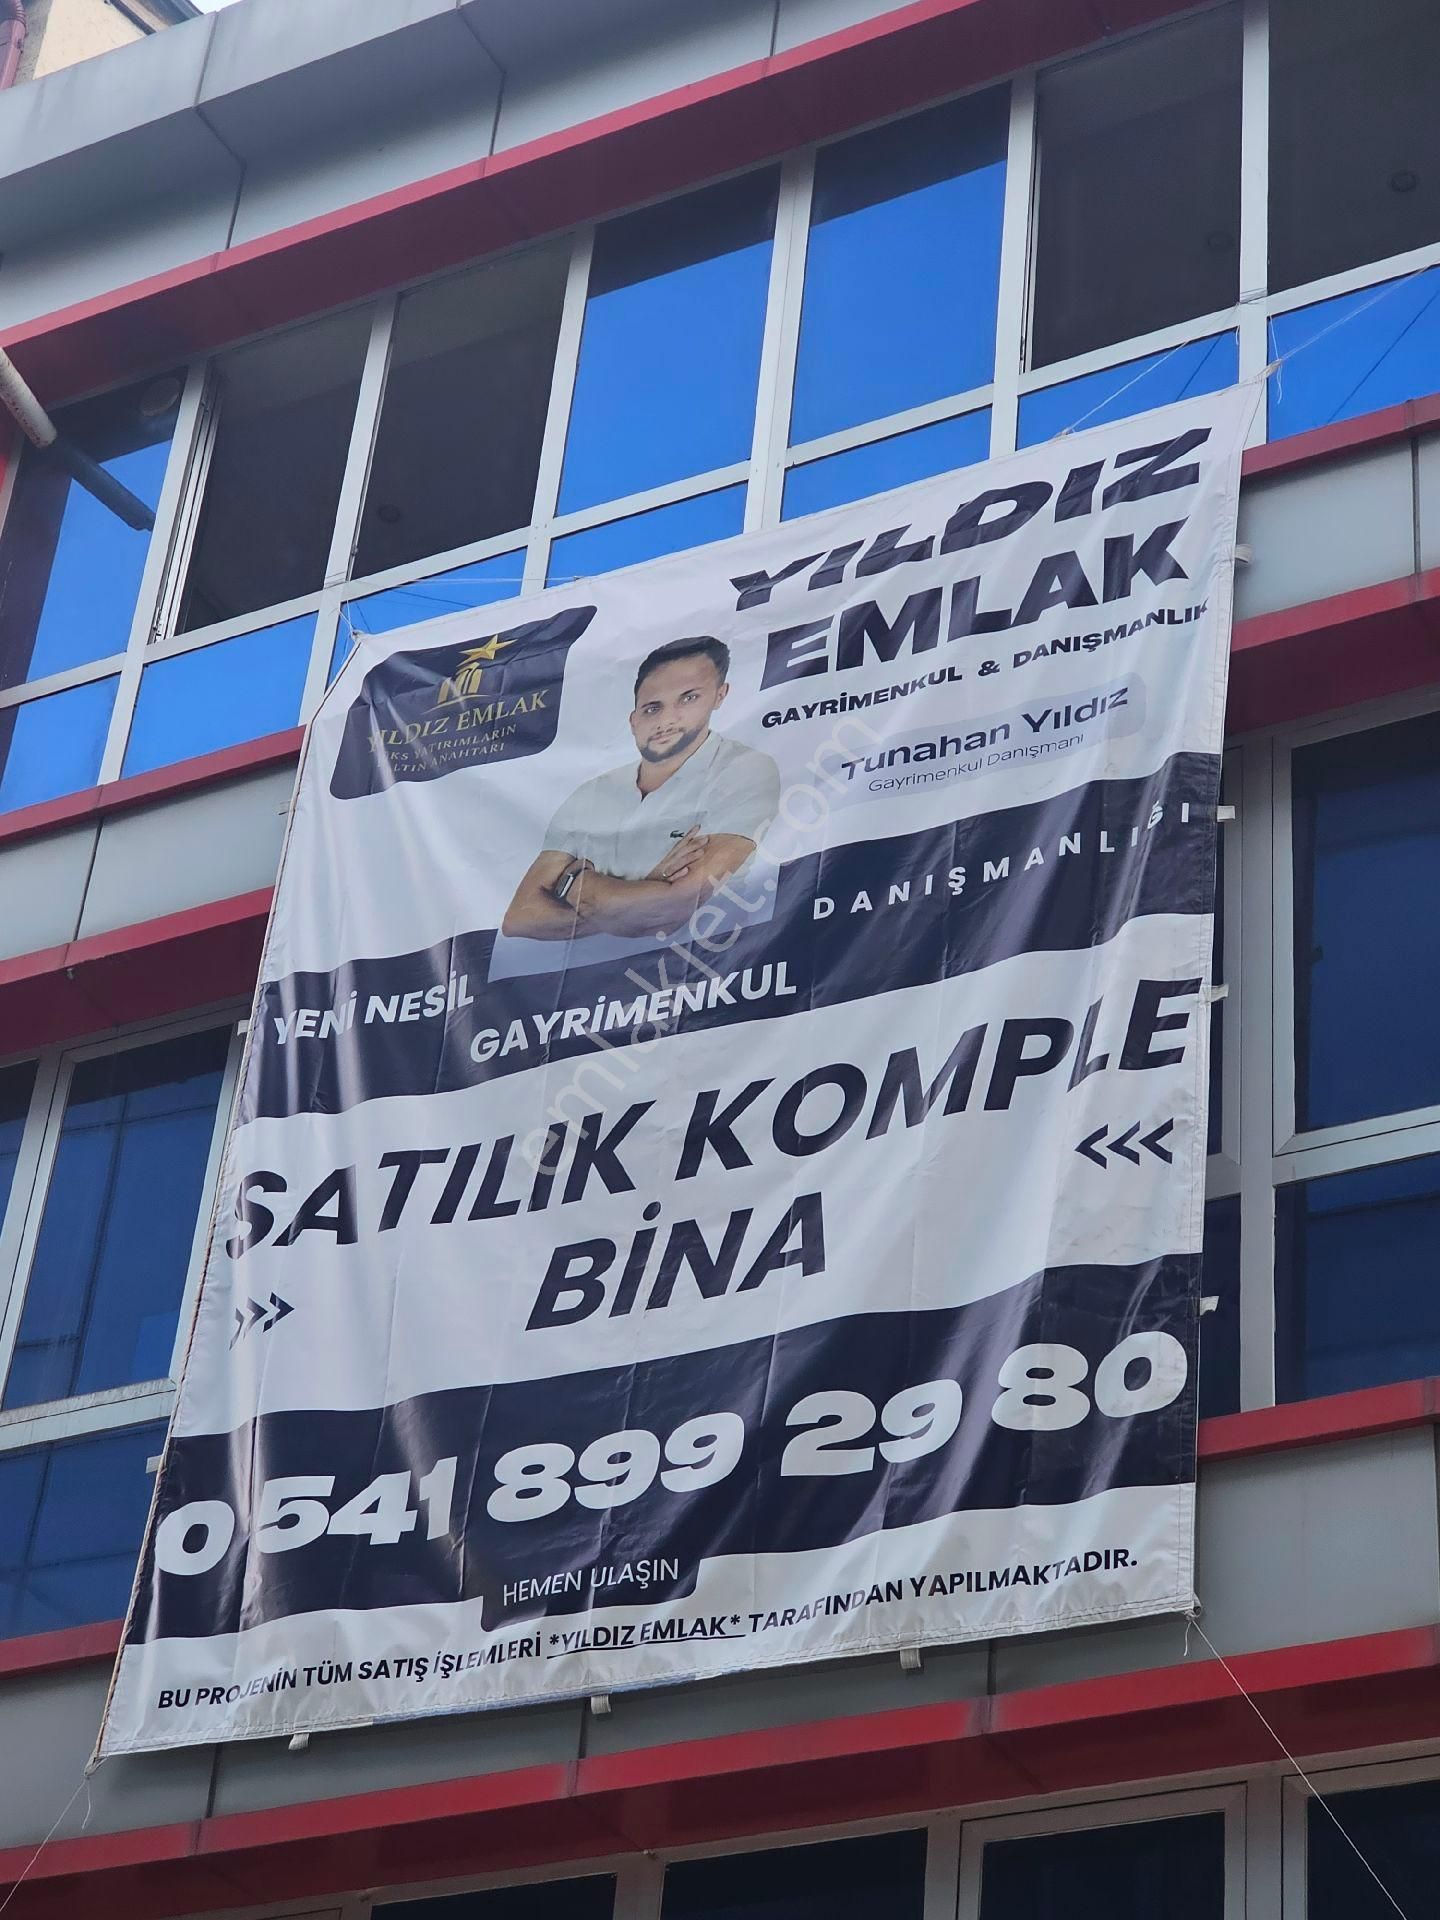 YILDIZ
EMLAK
GAYRİMENKUL & DANIŞMANLIK
Tunahan Yıldız
Gayrimenkul Danışmanı
YILDIZ EMLAK
YATIRIMLARIN
ALTIN ANAHTARI
YENİ NESİL
GAYRİMENKUL
DANIŞMANLIĞI
SATILIK KOMPLE
<<<
BİNA
>>>
0 541 899 29 80
HEMEN ULAŞIN
BU PROJENİN TÜM SATIŞ İŞLEMLERİ *YILDIZ EMLAK* TARAFINDAN YAPILMAKTADIR.
emlakjet.com